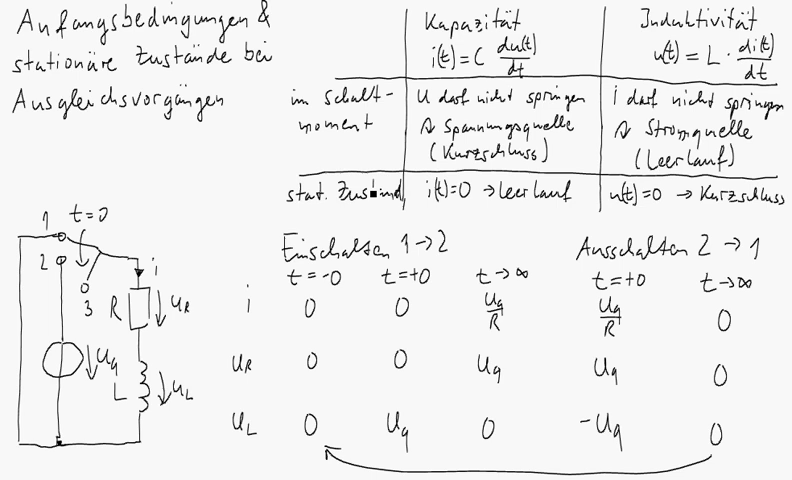 Anfangsbedingungen &
stationäre Zustände bei
Ausgleichsvorgängen
Kapazität
i(t) = C du(t)/dt
Induktivität
u(t) = L · di(t)/dt
im Schalt-
moment
u darf nicht springen
≙ Spannungsquelle
(Kurzschluss)
i darf nicht springen
≙ Stromquelle
(Leerlauf)
stat. Zustand
i(t)=0 → Leerlauf
u(t)=0 → Kurzschluss
1 t=0
2
3
i
R
uR
uq
L
uL
Einschalten 1→2
Ausschalten 2→1
t=-0 t=+0 t→∞ t=+0 t→∞
i 0 0 uq/R uq/R 0
uR 0 0 uq uq 0
uL 0 uq 0 -uq 0